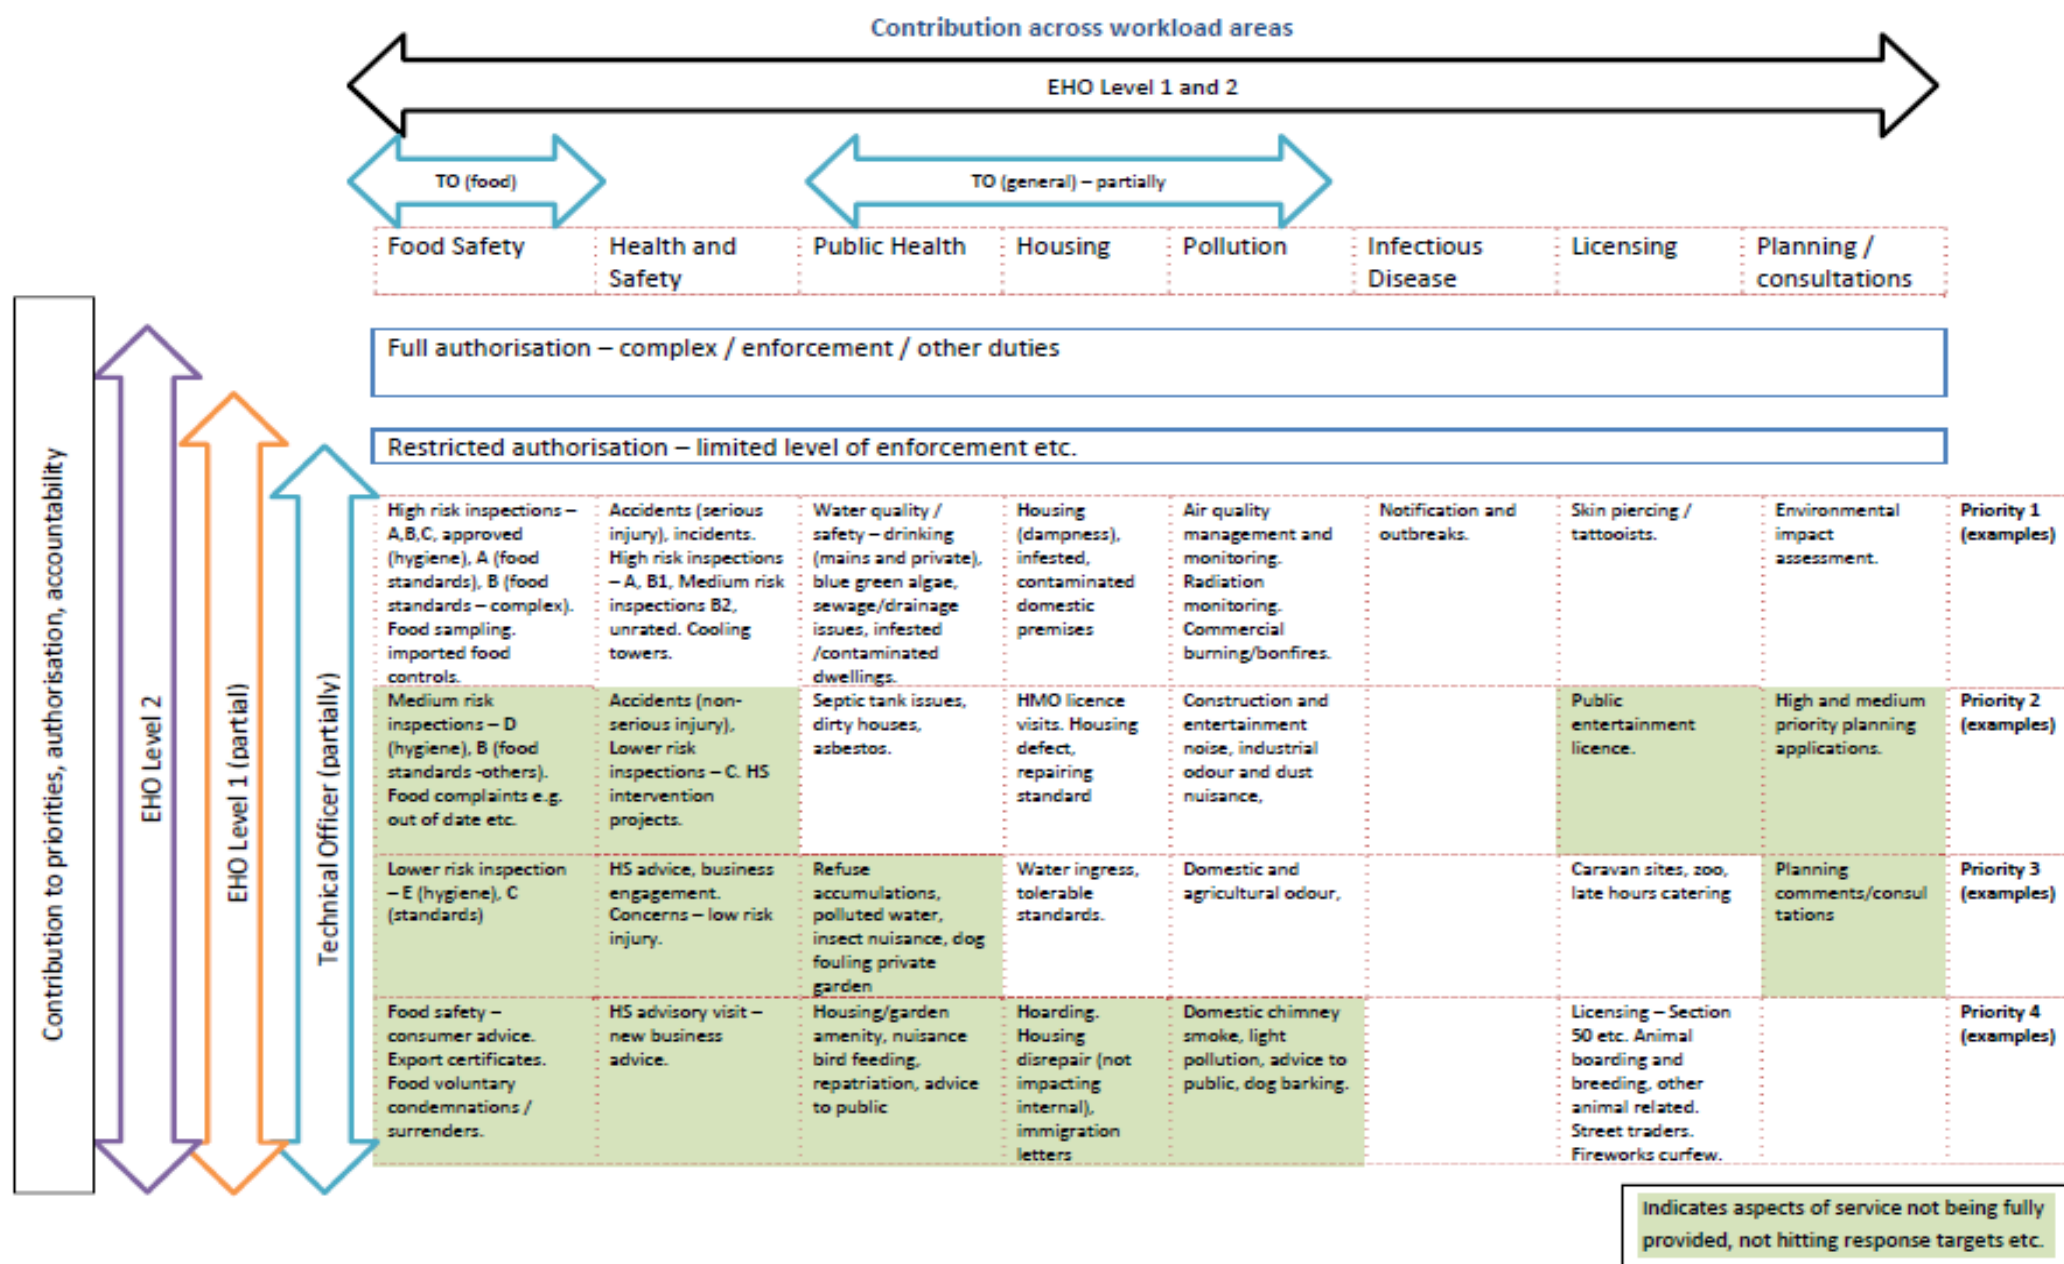 Contribution across workload areas
EHO Level 1 and 2
TO (food)
TO (general) – partially
Food Safety
Health and
Safety
Public Health
Housing
Pollution
Infectious
Disease
Licensing
Planning /
consultations
Full authorisation – complex / enforcement / other duties
Restricted authorisation – limited level of enforcement etc.
Contribution to priorities, authorisation, accountability
EHO Level 2
EHO Level 1 (partial)
Technical Officer (partially)
High risk inspections –
A,B,C, approved
(hygiene), A (food
standards), B (food
standards – complex).
Food sampling.
imported food
controls.
Accidents (serious
injury), incidents.
High risk inspections
– A, B1, Medium risk
inspections B2,
unrated. Cooling
towers.
Water quality /
safety – drinking
(mains and private),
blue green algae,
sewage/drainage
issues, infested
/contaminated
dwellings.
Housing
(dampness),
infested,
contaminated
domestic
premises
Air quality
management and
monitoring.
Radiation
monitoring.
Commercial
burning/bonfires.
Notification and
outbreaks.
Skin piercing /
tattooists.
Environmental
impact
assessment.
Priority 1
(examples)
Medium risk
inspections – D
(hygiene), B (food
standards -others).
Food complaints e.g.
out of date etc.
Accidents (non-
serious injury),
Lower risk
inspections – C. HS
intervention
projects.
Septic tank issues,
dirty houses,
asbestos.
HMO licence
visits. Housing
defect,
repairing
standard
Construction and
entertainment
noise, industrial
odour and dust
nuisance,
Public
entertainment
licence.
High and medium
priority planning
applications.
Priority 2
(examples)
Lower risk inspection
– E (hygiene), C
(standards)
HS advice, business
engagement.
Concerns – low risk
injury.
Refuse
accumulations,
polluted water,
insect nuisance, dog
fouling private
garden
Water ingress,
tolerable
standards.
Domestic and
agricultural odour,
Caravan sites, zoo,
late hours catering
Planning
comments/consul
tations
Priority 3
(examples)
Food safety –
consumer advice.
Export certificates.
Food voluntary
condemnations /
surrenders.
HS advisory visit –
new business
advice.
Housing/garden
amenity, nuisance
bird feeding,
repatriation, advice
to public
Hoarding.
Housing
disrepair (not
impacting
internal),
immigration
letters
Domestic chimney
smoke, light
pollution, advice to
public, dog barking.
Licensing – Section
50 etc. Animal
boarding and
breeding, other
animal related.
Street traders.
Fireworks curfew.
Priority 4
(examples)
Indicates aspects of service not being fully
provided, not hitting response targets etc.